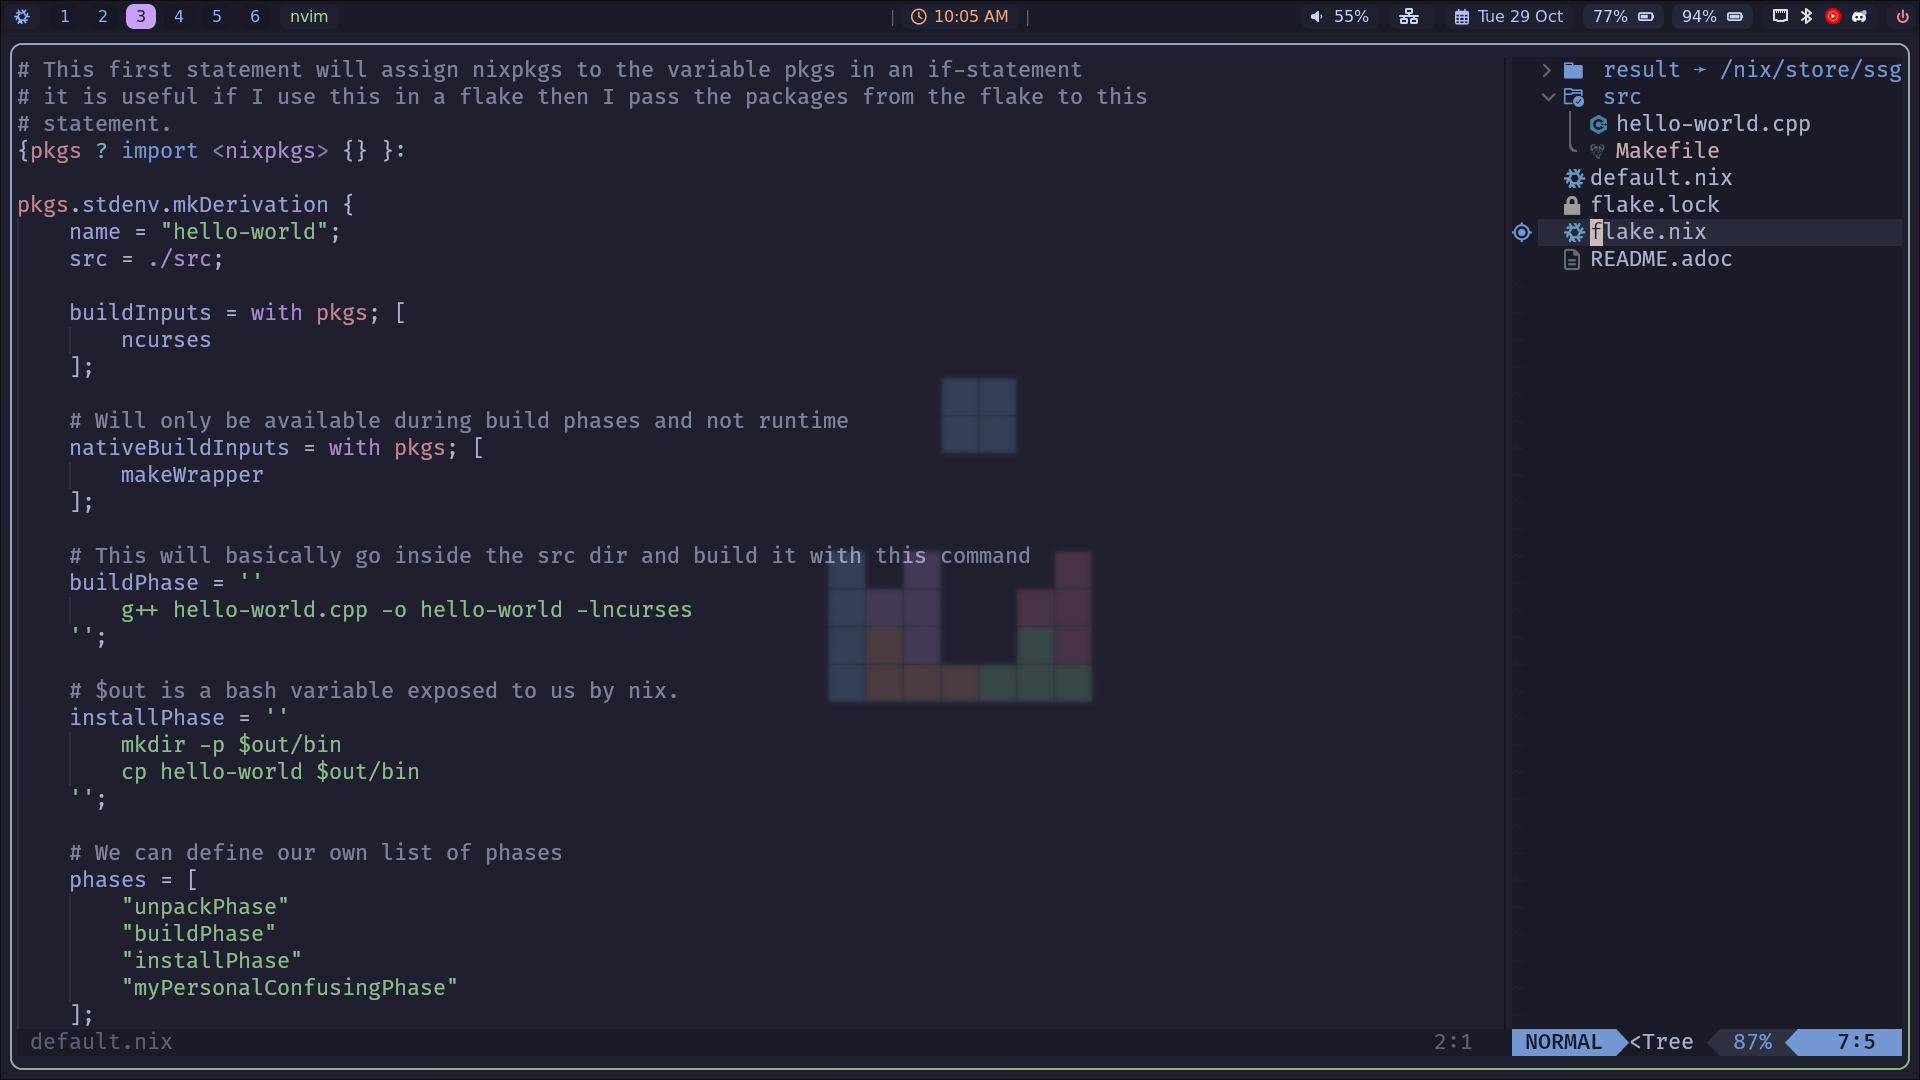 1 2 3 4 5 6 nvim | 10:05 AM | 55% Tue 29 Oct 77% 94%
# This first statement will assign nixpkgs to the variable pkgs in an if-statement
# it is useful if I use this in a flake then I pass the packages from the flake to this
# statement.
{pkgs ? import <nixpkgs> {} }:
pkgs.stdenv.mkDerivation {
name = "hello-world";
src = ./src;
buildInputs = with pkgs; [
ncurses
];
# Will only be available during build phases and not runtime
nativeBuildInputs = with pkgs; [
makeWrapper
];
# This will basically go inside the src dir and build it with this command
buildPhase = ''
g++ hello-world.cpp -o hello-world -lncurses
'';
# $out is a bash variable exposed to us by nix.
installPhase = ''
mkdir -p $out/bin
cp hello-world $out/bin
'';
# We can define our own list of phases
phases = [
"unpackPhase"
"buildPhase"
"installPhase"
"myPersonalConfusingPhase"
];
default.nix 2:1
result → /nix/store/ssg
src
hello-world.cpp
Makefile
default.nix
flake.lock
flake.nix
README.adoc
NORMAL <Tree 87% 7:5